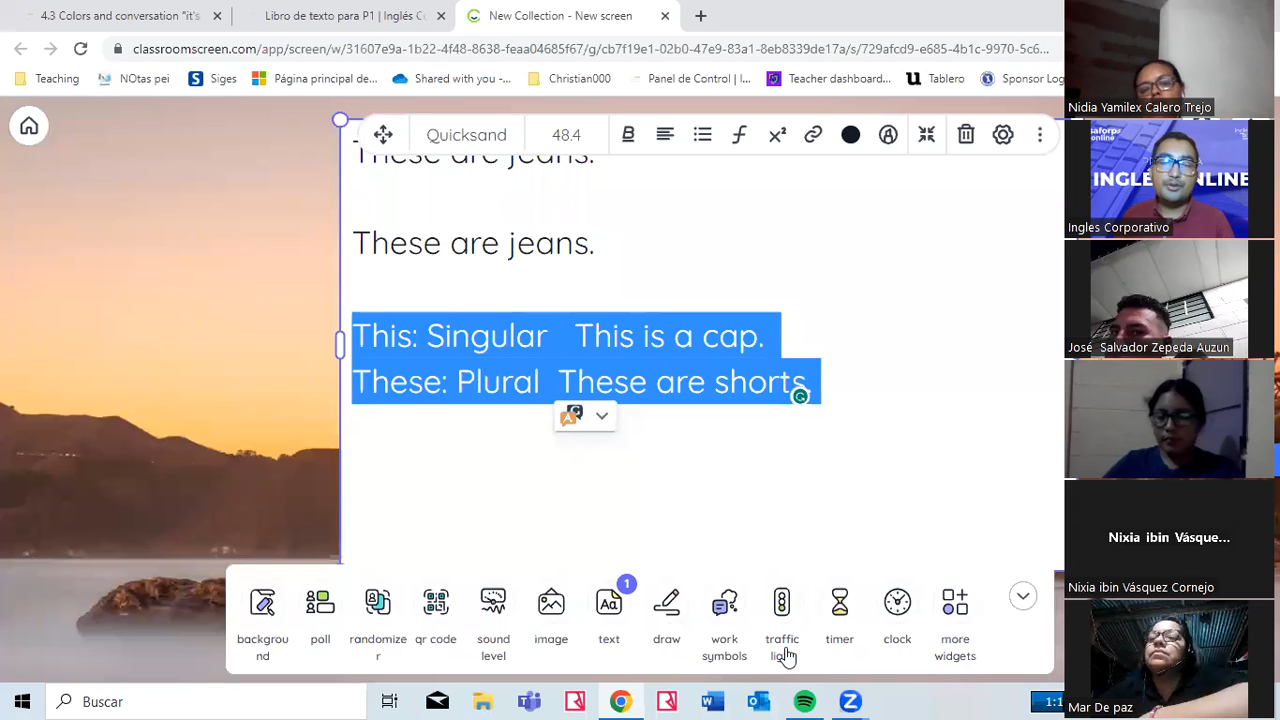 4.3 Colors and conversation "it's
Libro de texto para P1 | Inglés C
New Collection - New screen
classroomscreen.com/app/screen/w/31607e9a-1b22-4f48-8638-feaa04685f67/g/cb7f19e1-02b0-47e9-83a1-8eb8339de17a/s/729afcd9-e685-4b1c-9970-5c6...
Teaching
NOtas pei
Siges
Página principal de...
Shared with you -...
Christian000
Panel de Control | I...
Teacher dashboard...
Tablero
Sponsor Log
Quicksand
48.4
These are jeans.
These are jeans.
This: Singular This is a cap.
These: Plural These are shorts
1
background
poll
randomizer
qr code
sound level
image
text
draw
work symbols
traffic
timer
clock
more widgets
Buscar
Nidia Yamilex Calero Trejo
INGLÉ
NLINE
Ingles Corporativo
José Salvador Zepeda Auzun
Nixia ibin Vásque...
Nixia ibin Vásquez Cornejo
Mar De paz